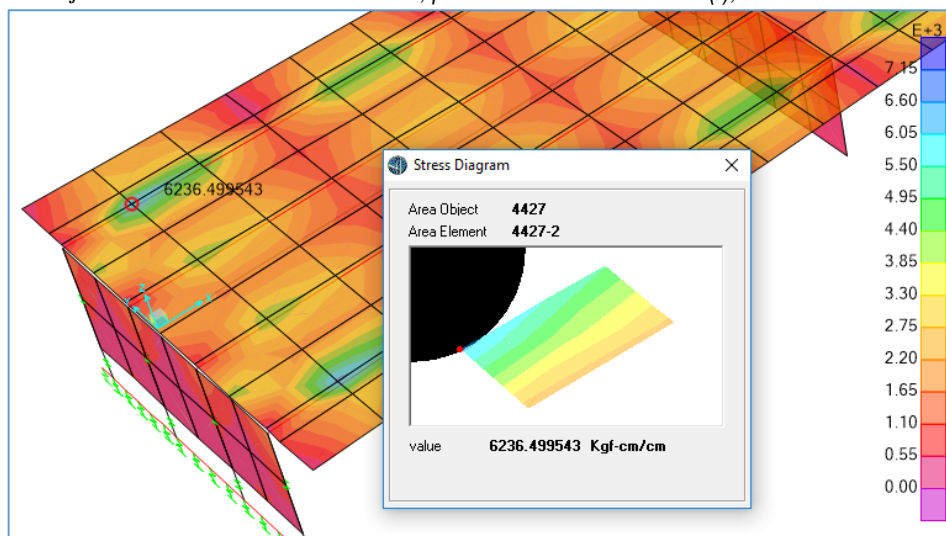 E+3
7.15
6.60
6.05
5.50
4.95
4.40
3.85
3.30
2.75
2.20
1.65
1.10
0.55
0.00
6236.499543
Z
X
Stress Diagram
Area Object 4427
Area Element 4427-2
value 6236.499543 Kgf-cm/cm